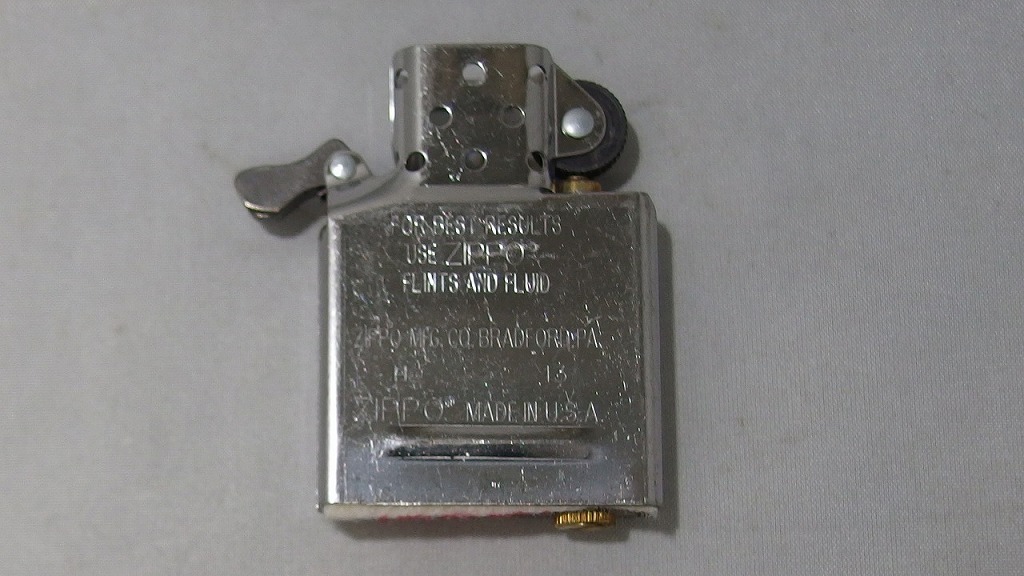 FOR BEST RESULTS
USE ZIPPO®
FLINTS AND FLUID
ZIPPO MFG. CO. BRADFORD, PA.
H 13
ZIPPO® MADE IN U.S.A